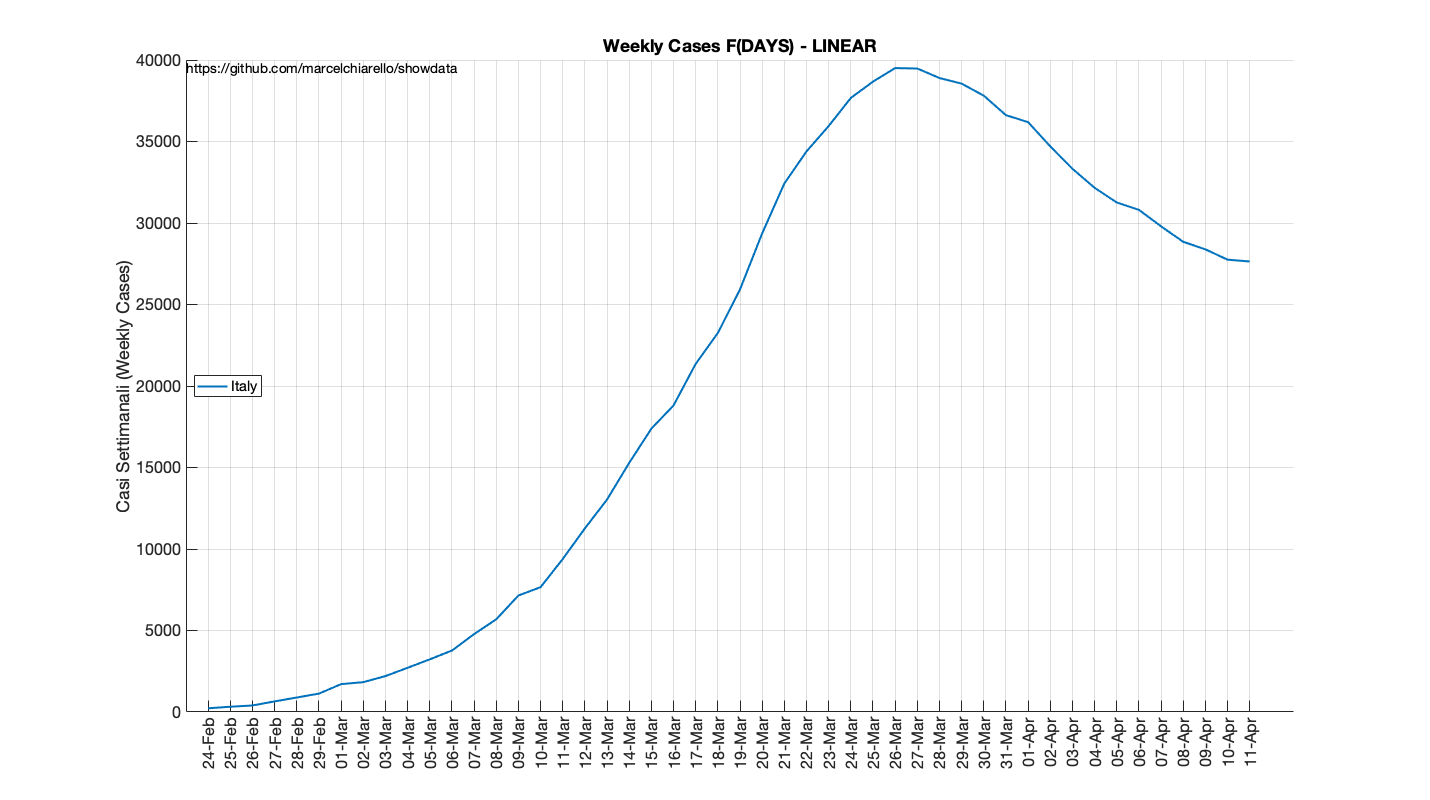 Weekly Cases F(DAYS) - LINEAR
https://github.com/marcelchiarello/showdata
Casi Settimanali (Weekly Cases)
40000
35000
30000
25000
20000
15000
10000
5000
0
Italy
24-Feb
25-Feb
26-Feb
27-Feb
28-Feb
29-Feb
01-Mar
02-Mar
03-Mar
04-Mar
05-Mar
06-Mar
07-Mar
08-Mar
09-Mar
10-Mar
11-Mar
12-Mar
13-Mar
14-Mar
15-Mar
16-Mar
17-Mar
18-Mar
19-Mar
20-Mar
21-Mar
22-Mar
23-Mar
24-Mar
25-Mar
26-Mar
27-Mar
28-Mar
29-Mar
30-Mar
31-Mar
01-Apr
02-Apr
03-Apr
04-Apr
05-Apr
06-Apr
07-Apr
08-Apr
09-Apr
10-Apr
11-Apr